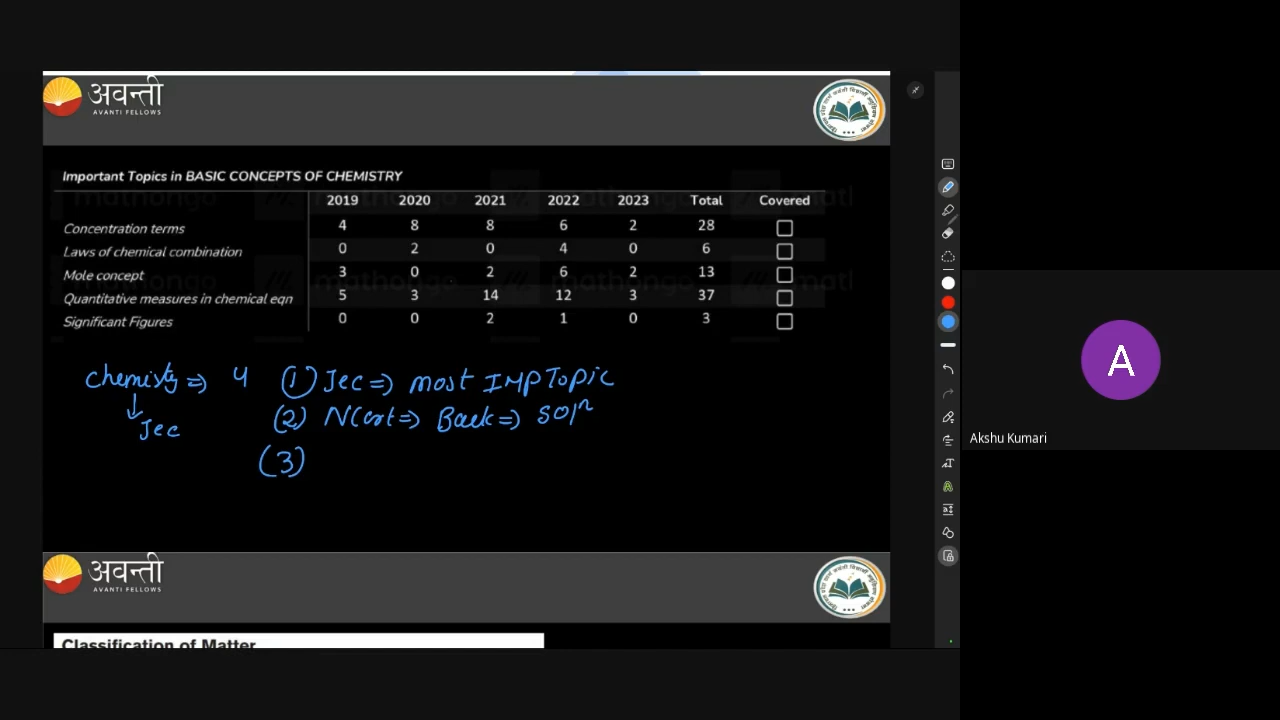 अवन्ती
AVANTI FELLOWS
Important Topics in BASIC CONCEPTS OF CHEMISTRY
2019 2020 2021 2022 2023 Total Covered
Concentration terms 4 8 8 6 2 28
Laws of chemical combination 0 2 0 4 0 6
Mole concept 3 0 2 6 2 13
Quantitative measures in chemical eqn 5 3 14 12 3 37
Significant Figures 0 0 2 1 0 3
Chemisty ⇒ 4 (1) Jee ⇒ most IMP Topic
↓
Jee
(2) NCert ⇒ Back ⇒ Solⁿ
(3)
Akshu Kumari
A
अवन्ती
AVANTI FELLOWS
Classification of Matter